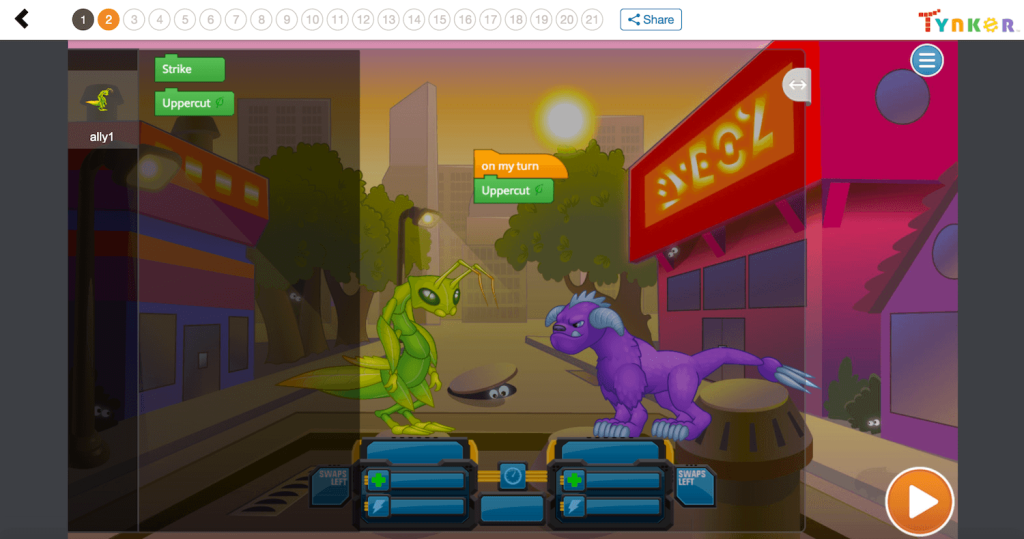 1 2 3 4 5 6 7 8 9 10 11 12 13 14 15 16 17 18 19 20 21
Share
TYNKER
Strike
Uppercut
ally1
on my turn
Uppercut
SWAPS
LEFT
SWAPS
LEFT